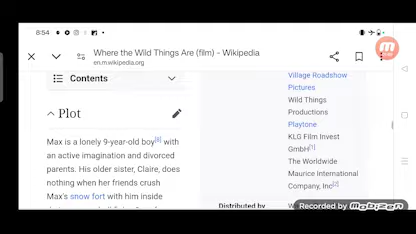 8:54
Where the Wild Things Are (film) - Wikipedia
en.m.wikipedia.org
Contents
Plot
Max is a lonely 9-year-old boy[8] with
an active imagination and divorced
parents. His older sister, Claire, does
nothing when her friends crush
Max's snow fort with him inside
Village Roadshow
Pictures
Wild Things
Productions
Playtone
KLG Film Invest
GmbH[1]
The Worldwide
Maurice International
Company, Inc[2]
Distributed by
Recorded by
Mobizen